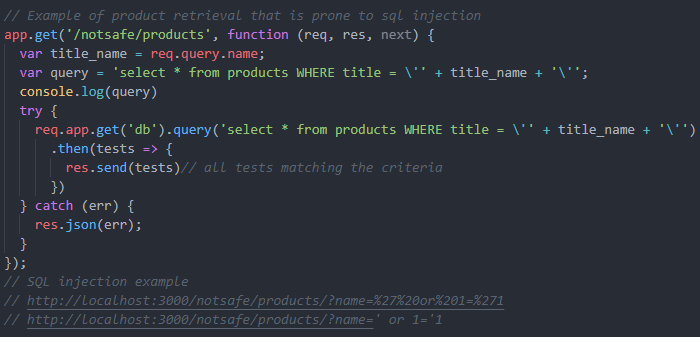 // Example of product retrieval that is prone to sql injection
app.get('/notsafe/products', function (req, res, next) {
  var title_name = req.query.name;
  var query = 'select * from products WHERE title = \'' + title_name + '\'';
  console.log(query)
  try {
    req.app.get('db').query('select * from products WHERE title = \'' + title_name + '\'')
      .then(tests => {
        res.send(tests)// all tests matching the criteria
      })
  } catch (err) {
    res.json(err);
  }
});
// SQL injection example
// http://localhost:3000/notsafe/products/?name=%27%20or%201=%271
// http://localhost:3000/notsafe/products/?name=' or 1='1